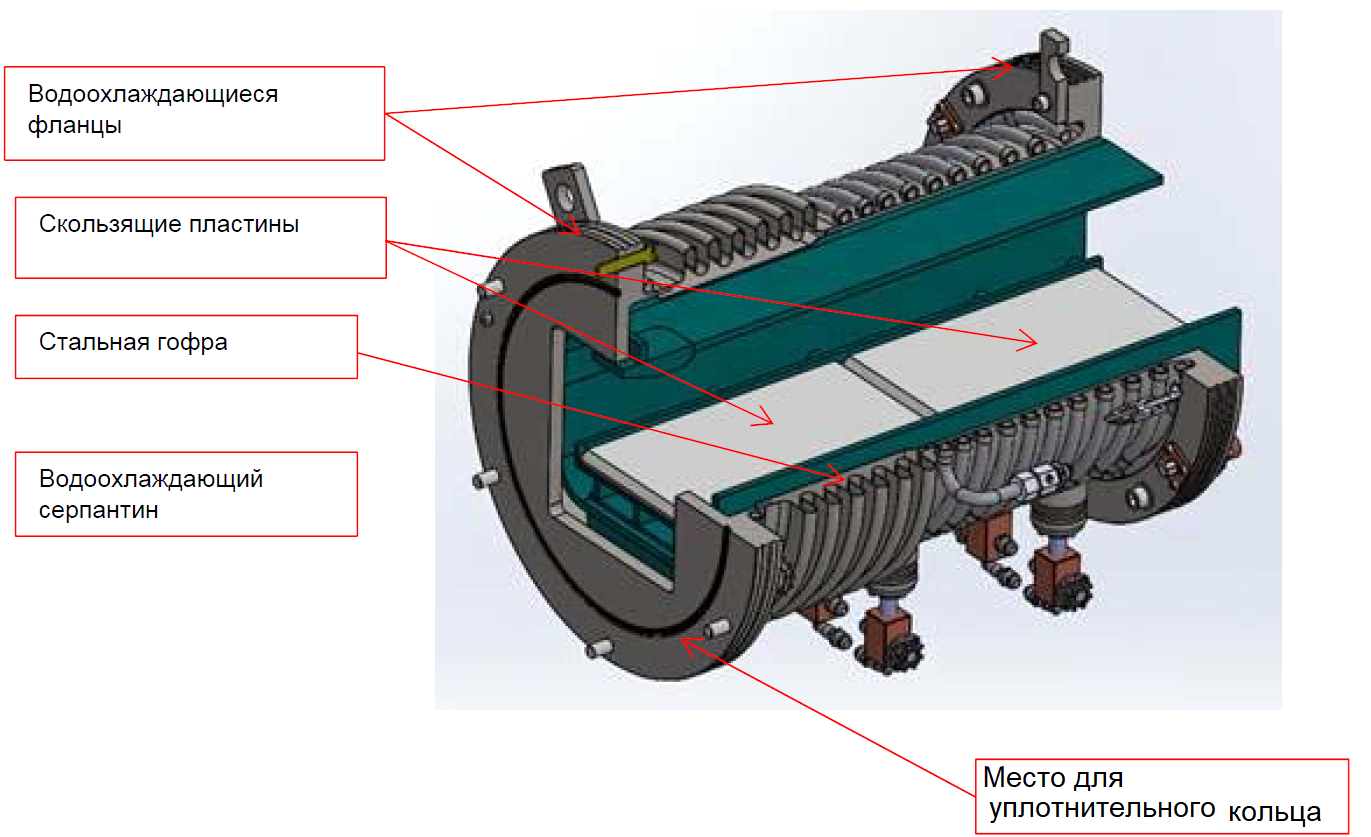 Водоохлаждающиеся
фланцы
Скользящие пластины
Стальная гофра
Водоохлаждающий
серпантин
Место для
уплотнительного кольца